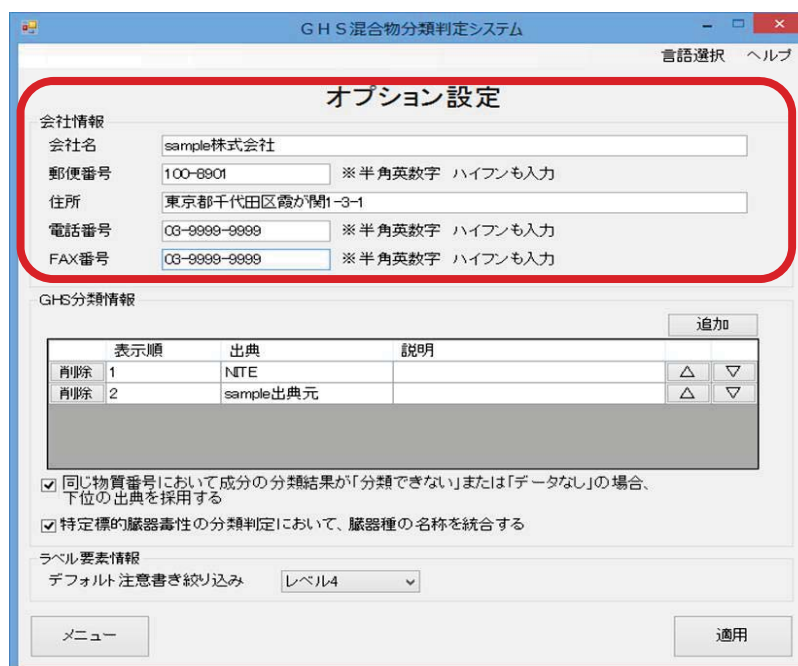 GHS混合物分類判定システム
言語選択 ヘルプ
オプション設定
会社情報
会社名 sample株式会社
郵便番号 100-8901 ※半角英数字 ハイフンも入力
住所 東京都千代田区霞が関1-3-1
電話番号 03-9999-9999 ※半角英数字 ハイフンも入力
FAX番号 03-9999-9999 ※半角英数字 ハイフンも入力
GHS分類情報
追加
表示順 出典 説明
削除 1 NITE △ ▽
削除 2 sample出典元 △ ▽
同じ物質番号において成分の分類結果が「分類できない」または「データなし」の場合、
下位の出典を採用する
特定標的臓器毒性の分類判定において、臓器種の名称を統合する
ラベル要素情報
デフォルト注意書き絞り込み レベル4
メニュー 適用